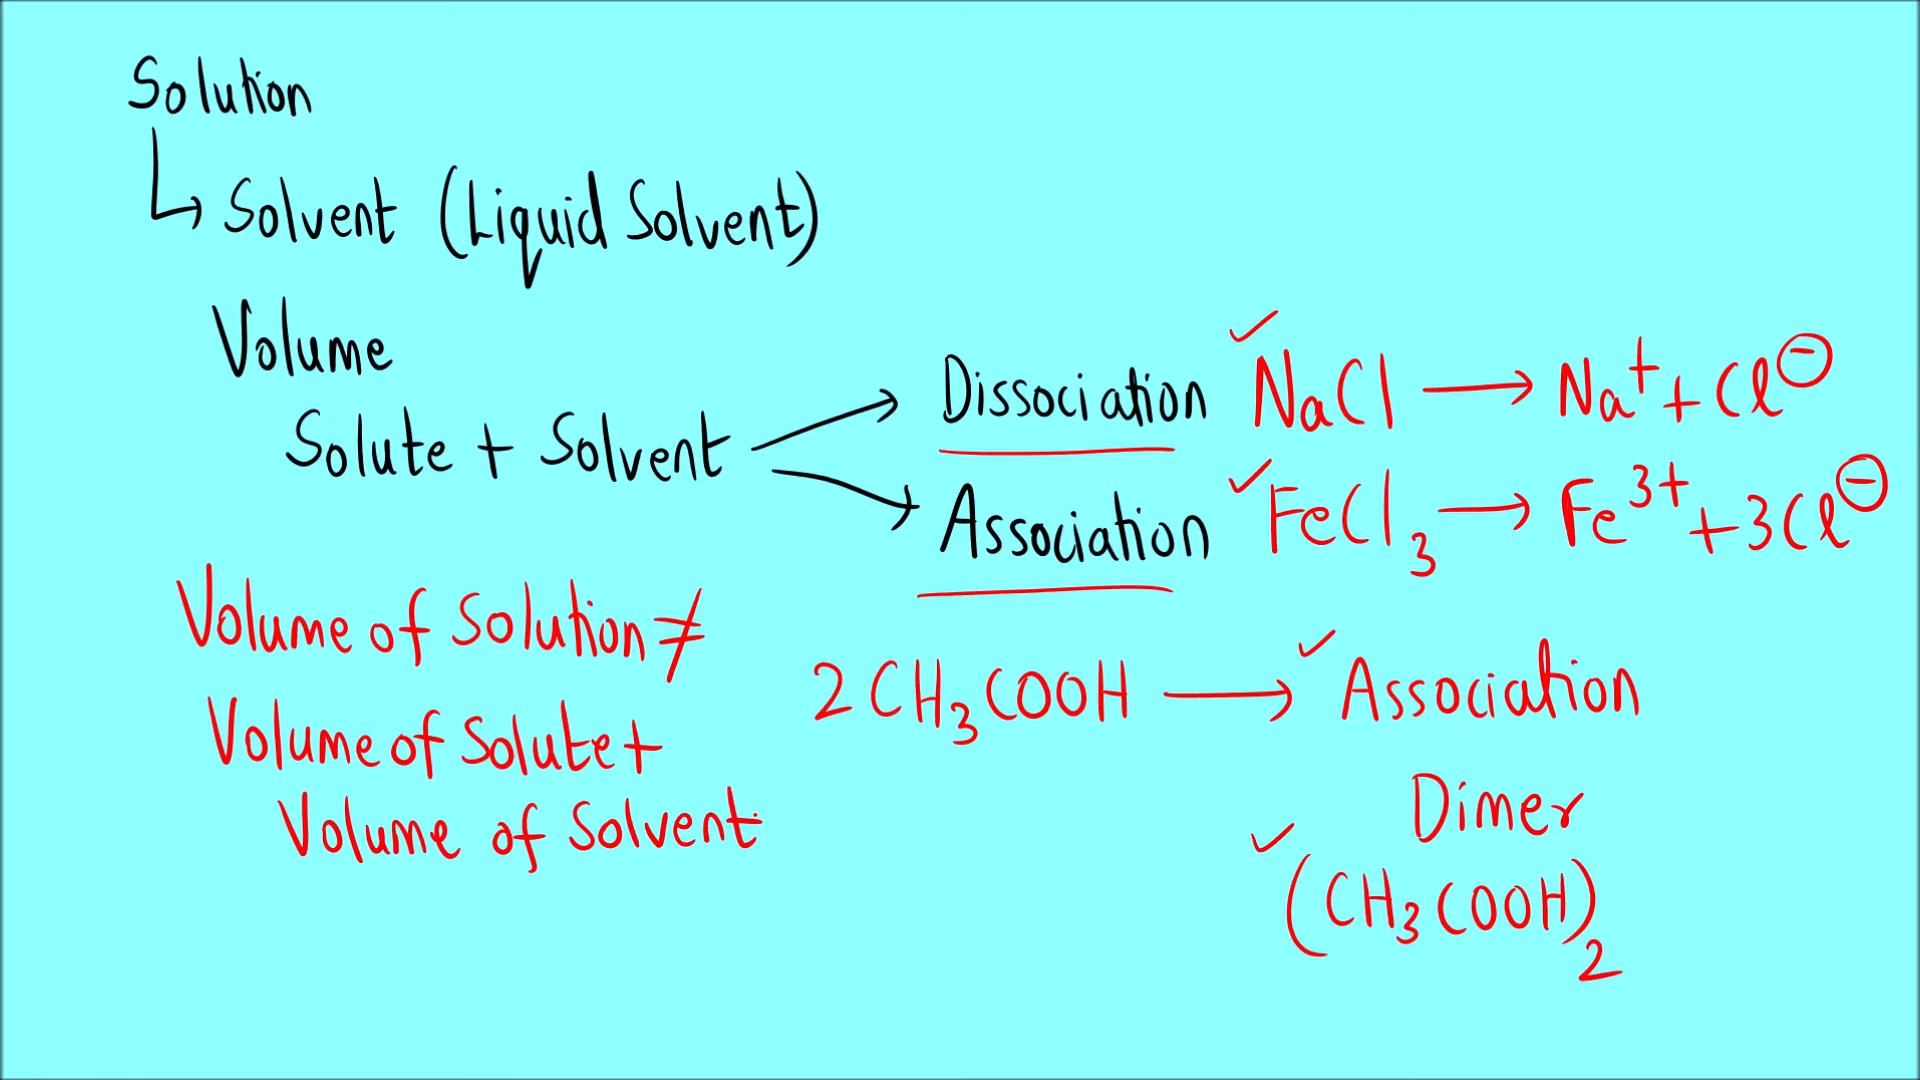 Solution
↳ Solvent (Liquid Solvent)
Volume
Solute + Solvent
Dissociation NaCl → Na⁺ + Cl⊖
Association FeCl₃ → Fe³⁺ + 3Cl⊖
Volume of Solution ≠
Volume of Solute +
Volume of Solvent
2CH₃COOH → Association
Dimer
(CH₃COOH)₂